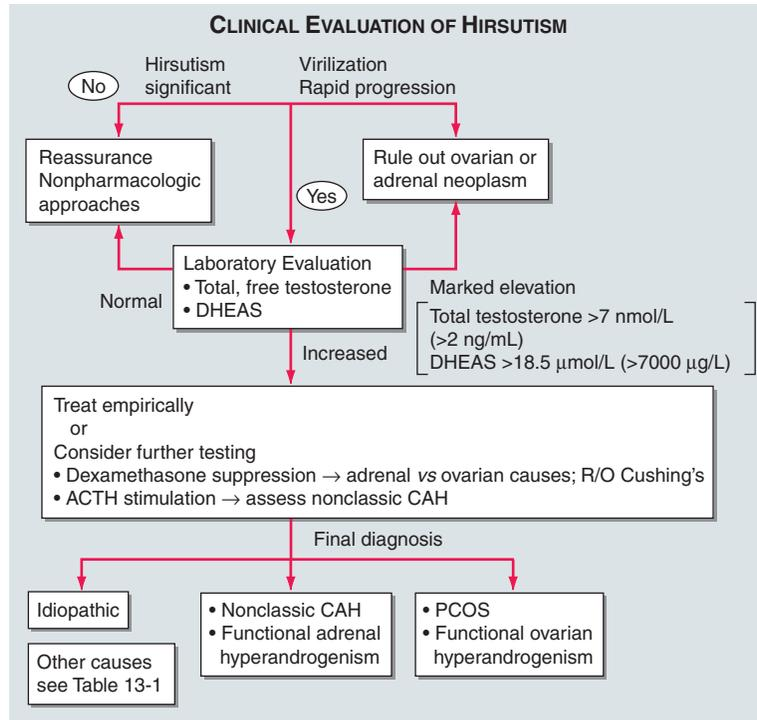 CLINICAL EVALUATION OF HIRSUTISM
Hirsutism
significant
Virilization
Rapid progression
No
Reassurance
Nonpharmacologic
approaches
Rule out ovarian or
adrenal neoplasm
Yes
Laboratory Evaluation
• Total, free testosterone
• DHEAS
Normal
Marked elevation
Total testosterone >7 nmol/L
(>2 ng/mL)
DHEAS >18.5 μmol/L (>7000 μg/L)
Increased
Treat empirically
or
Consider further testing
• Dexamethasone suppression → adrenal vs ovarian causes; R/O Cushing's
• ACTH stimulation → assess nonclassic CAH
Final diagnosis
Idiopathic
Other causes
see Table 13-1
• Nonclassic CAH
• Functional adrenal
hyperandrogenism
• PCOS
• Functional ovarian
hyperandrogenism